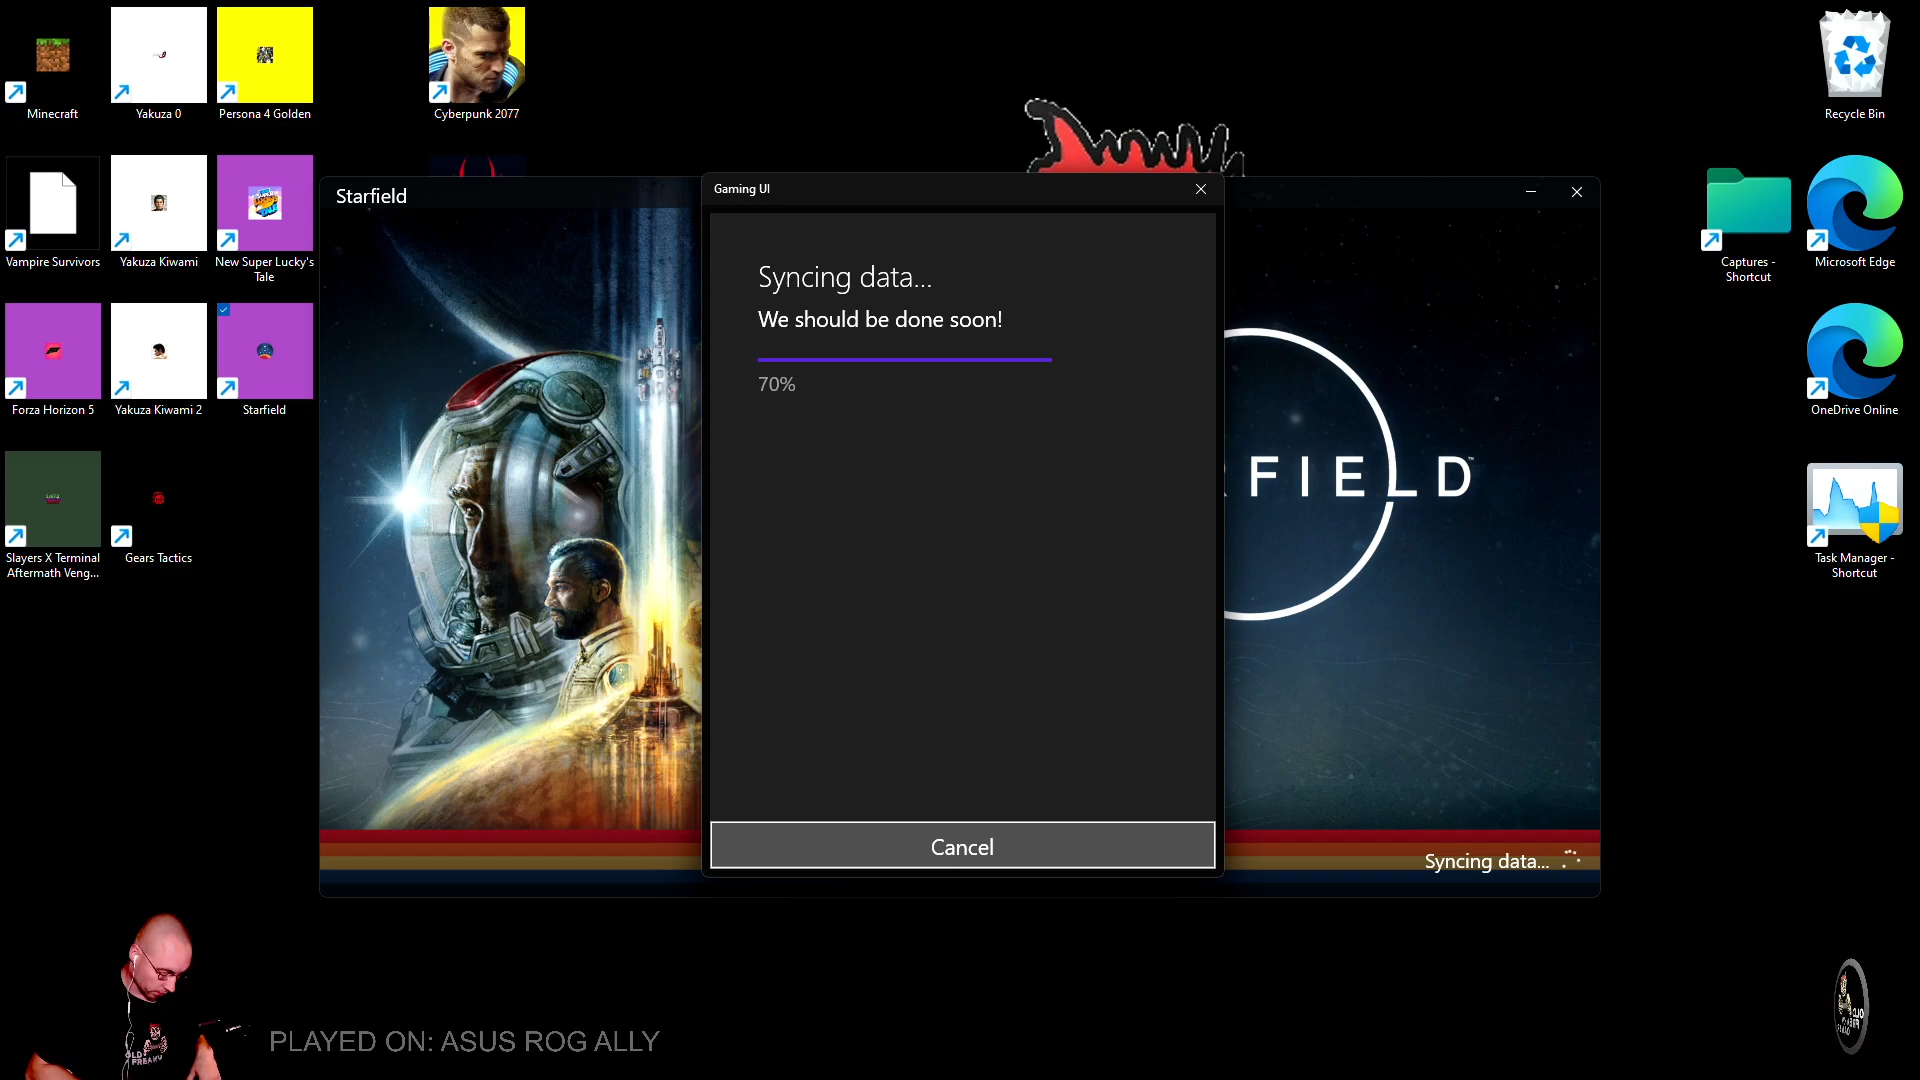 Minecraft
Yakuza 0
Persona 4 Golden
Cyberpunk 2077
Recycle Bin
Vampire Survivors
Yakuza Kiwami
New Super Lucky's
Tale
Captures -
Shortcut
Microsoft Edge
Forza Horizon 5
Yakuza Kiwami 2
Starfield
OneDrive Online
Slayers X Terminal
Aftermath Veng...
Gears Tactics
Task Manager -
Shortcut
Starfield
Gaming UI
Syncing data...
We should be done soon!
70%
Cancel
FIELD™
Syncing data...
OLD
FREAKY
PLAYED ON: ASUS ROG ALLY